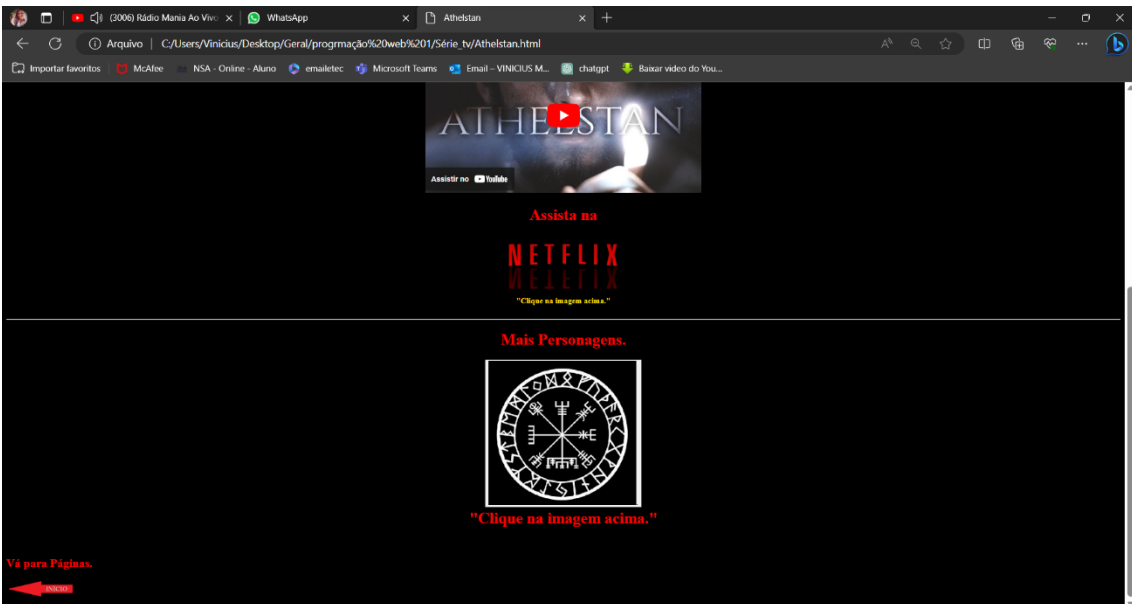 (3006) Rádio Mania Ao Vivo
WhatsApp
Athelstan
Arquivo | C:/Users/Vinicius/Desktop/Geral/progrmação%20web%201/Série_tv/Athelstan.html
Importar favoritos McAfee NSA - Online - Aluno emailetec Microsoft Teams Email – VINICIUS M... chatgpt Baixar video do You...
ATHELSTAN
Assistir no YouTube
Assista na
NETFLIX
"Clique na imagem acima."
Mais Personagens.
"Clique na imagem acima."
Vá para Páginas.
INÍCIO